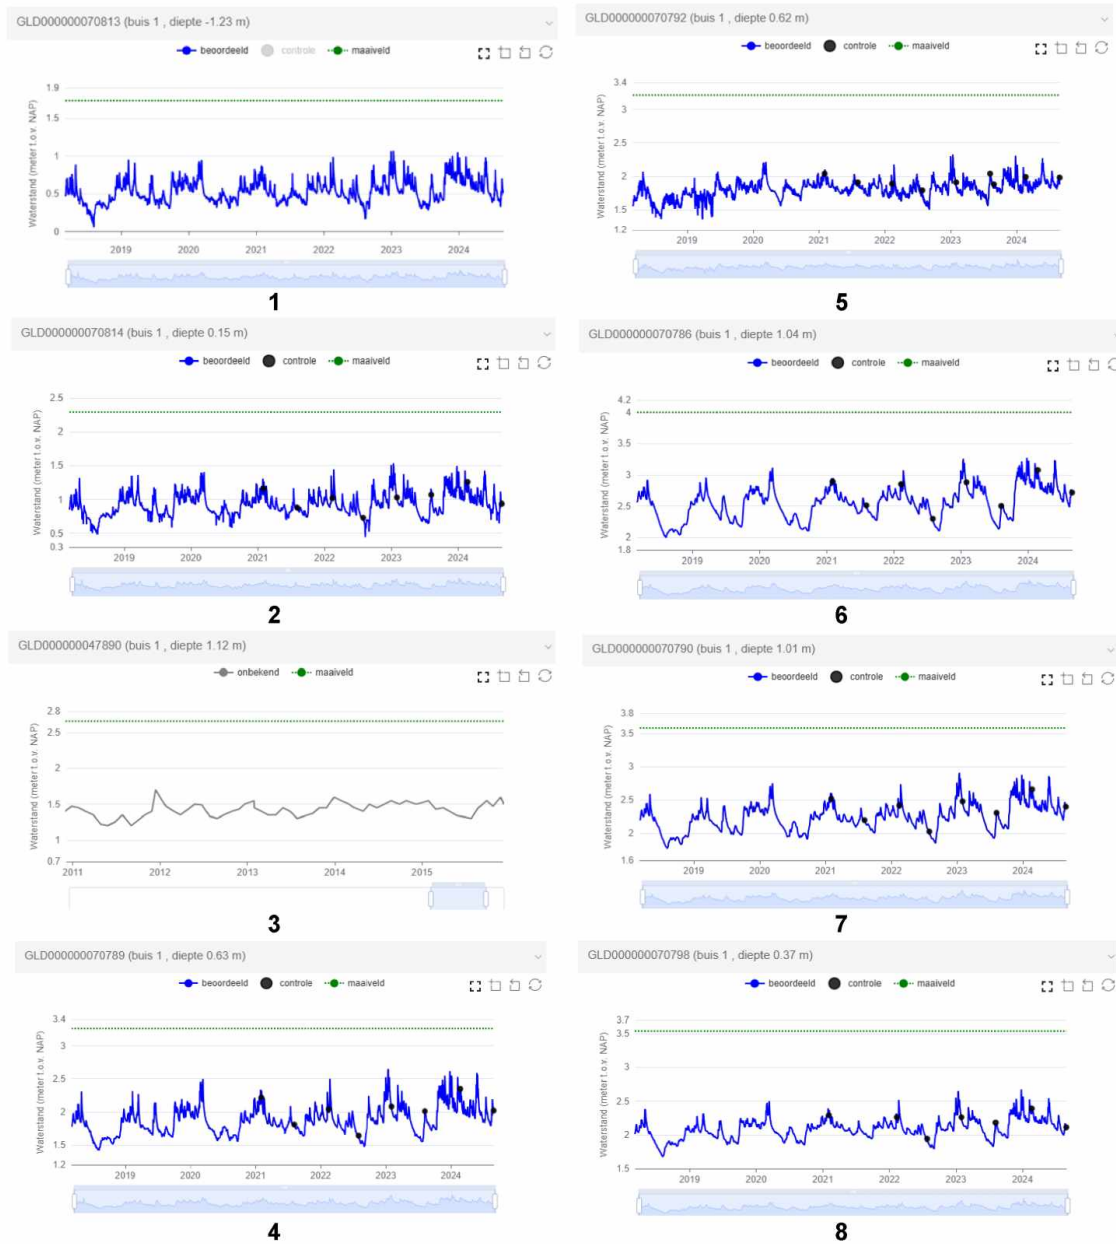 GLD000000070813 (buis 1 , diepte -1.23 m)
beoordeeld controle maaiveld
Waterstand (meter t.o.v. NAP)
1.9
1.5
1
0.5
0
2019 2020 2021 2022 2023 2024
1
GLD000000070814 (buis 1 , diepte 0.15 m)
beoordeeld controle maaiveld
Waterstand (meter t.o.v. NAP)
2.5
2
1.5
1
0.5
0.3
2019 2020 2021 2022 2023 2024
2
GLD000000047890 (buis 1 , diepte 1.12 m)
onbekend maaiveld
Waterstand (meter t.o.v. NAP)
2.8
2.5
2
1.5
1
0.7
2011 2012 2013 2014 2015
3
GLD000000070789 (buis 1 , diepte 0.63 m)
beoordeeld controle maaiveld
Waterstand (meter t.o.v. NAP)
3.4
3
2.5
2
1.5
1.2
2019 2020 2021 2022 2023 2024
4
GLD000000070792 (buis 1 , diepte 0.62 m)
beoordeeld controle maaiveld
Waterstand (meter t.o.v. NAP)
3.4
3
2.5
2
1.5
1.2
2019 2020 2021 2022 2023 2024
5
GLD000000070786 (buis 1 , diepte 1.04 m)
beoordeeld controle maaiveld
Waterstand (meter t.o.v. NAP)
4.2
4
3.5
3
2.5
2
1.8
2019 2020 2021 2022 2023 2024
6
GLD000000070790 (buis 1 , diepte 1.01 m)
beoordeeld controle maaiveld
Waterstand (meter t.o.v. NAP)
3.8
3.5
3
2.5
2
1.6
2019 2020 2021 2022 2023 2024
7
GLD000000070798 (buis 1 , diepte 0.37 m)
beoordeeld controle maaiveld
Waterstand (meter t.o.v. NAP)
3.7
3.5
3
2.5
2
1.5
2019 2020 2021 2022 2023 2024
8